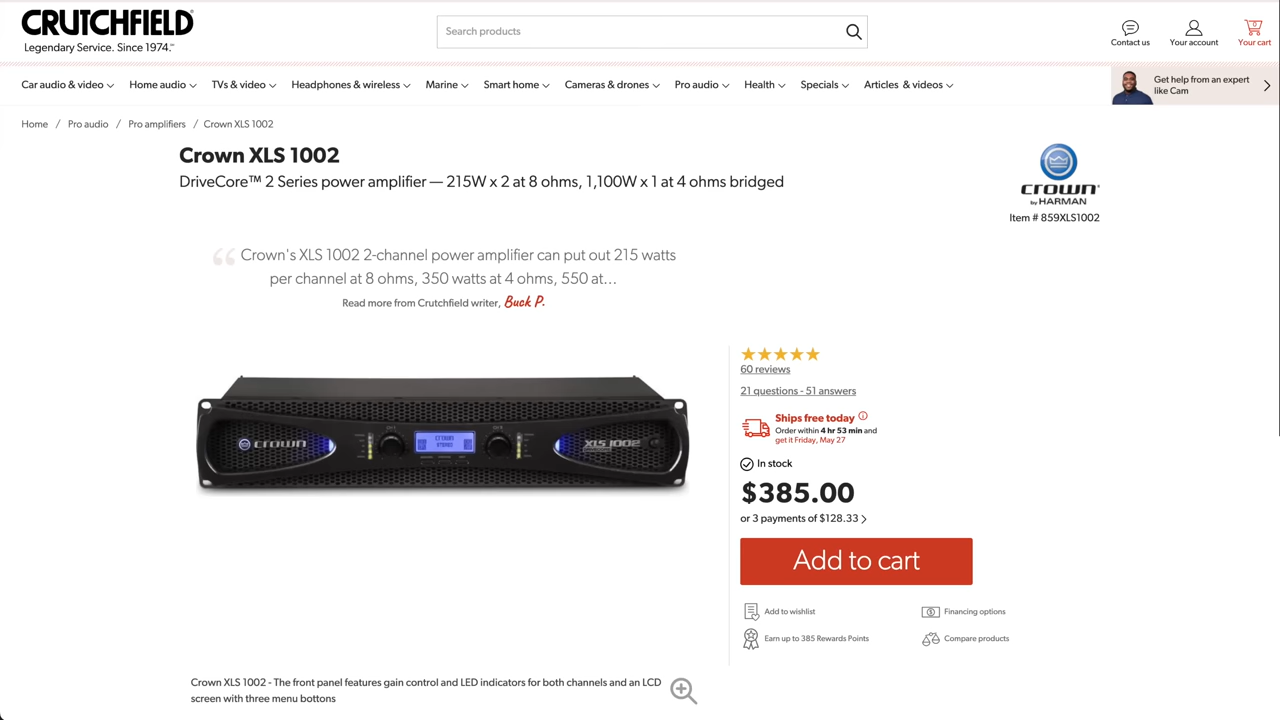 CRUTCHFIELD
Legendary Service. Since 1974.™
Search products
Contact us
Your account
0
Your cart
Car audio & video
Home audio
TVs & video
Headphones & wireless
Marine
Smart home
Cameras & drones
Pro audio
Health
Specials
Articles & videos
Get help from an expert
like Cam
Home / Pro audio / Pro amplifiers / Crown XLS 1002
Crown XLS 1002
DriveCore™ 2 Series power amplifier — 215W x 2 at 8 ohms, 1,100W x 1 at 4 ohms bridged
crown
by HARMAN
Item # 859XLS1002
“ Crown's XLS 1002 2-channel power amplifier can put out 215 watts
per channel at 8 ohms, 350 watts at 4 ohms, 550 at...
Read more from Crutchfield writer, Buck P.
60 reviews
21 questions - 51 answers
Ships free today
Order within 4 hr 53 min and
get it Friday, May 27
In stock
$385.00
or 3 payments of $128.33
Add to cart
Add to wishlist
Financing options
Earn up to 385 Rewards Points
Compare products
crown
CROWN
XLS 1002
Crown XLS 1002 - The front panel features gain control and LED indicators for both channels and an LCD
screen with three menu bottons